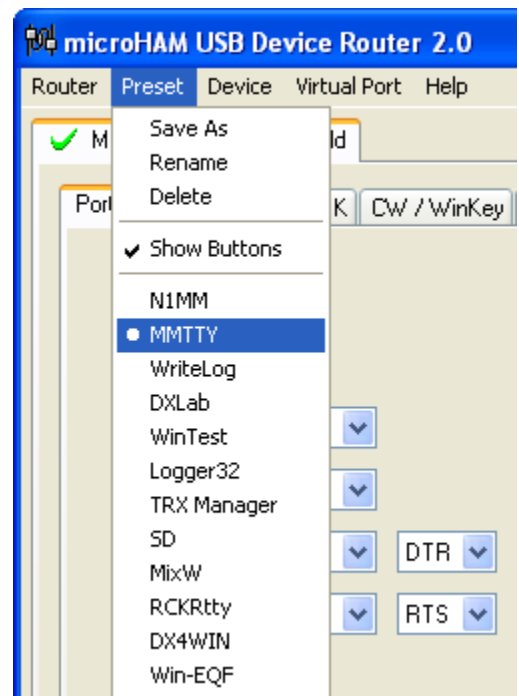 microHAM USB Device Router 2.0
Router Preset Device Virtual Port Help
Save As
Rename
Delete
Show Buttons
N1MM
MMTTY
WriteLog
DXLab
WinTest
Logger32
TRX Manager
SD
MixW
RCKRtty
DX4WIN
Win-EQF
M
ld
K
CW / WinKey
DTR
RTS